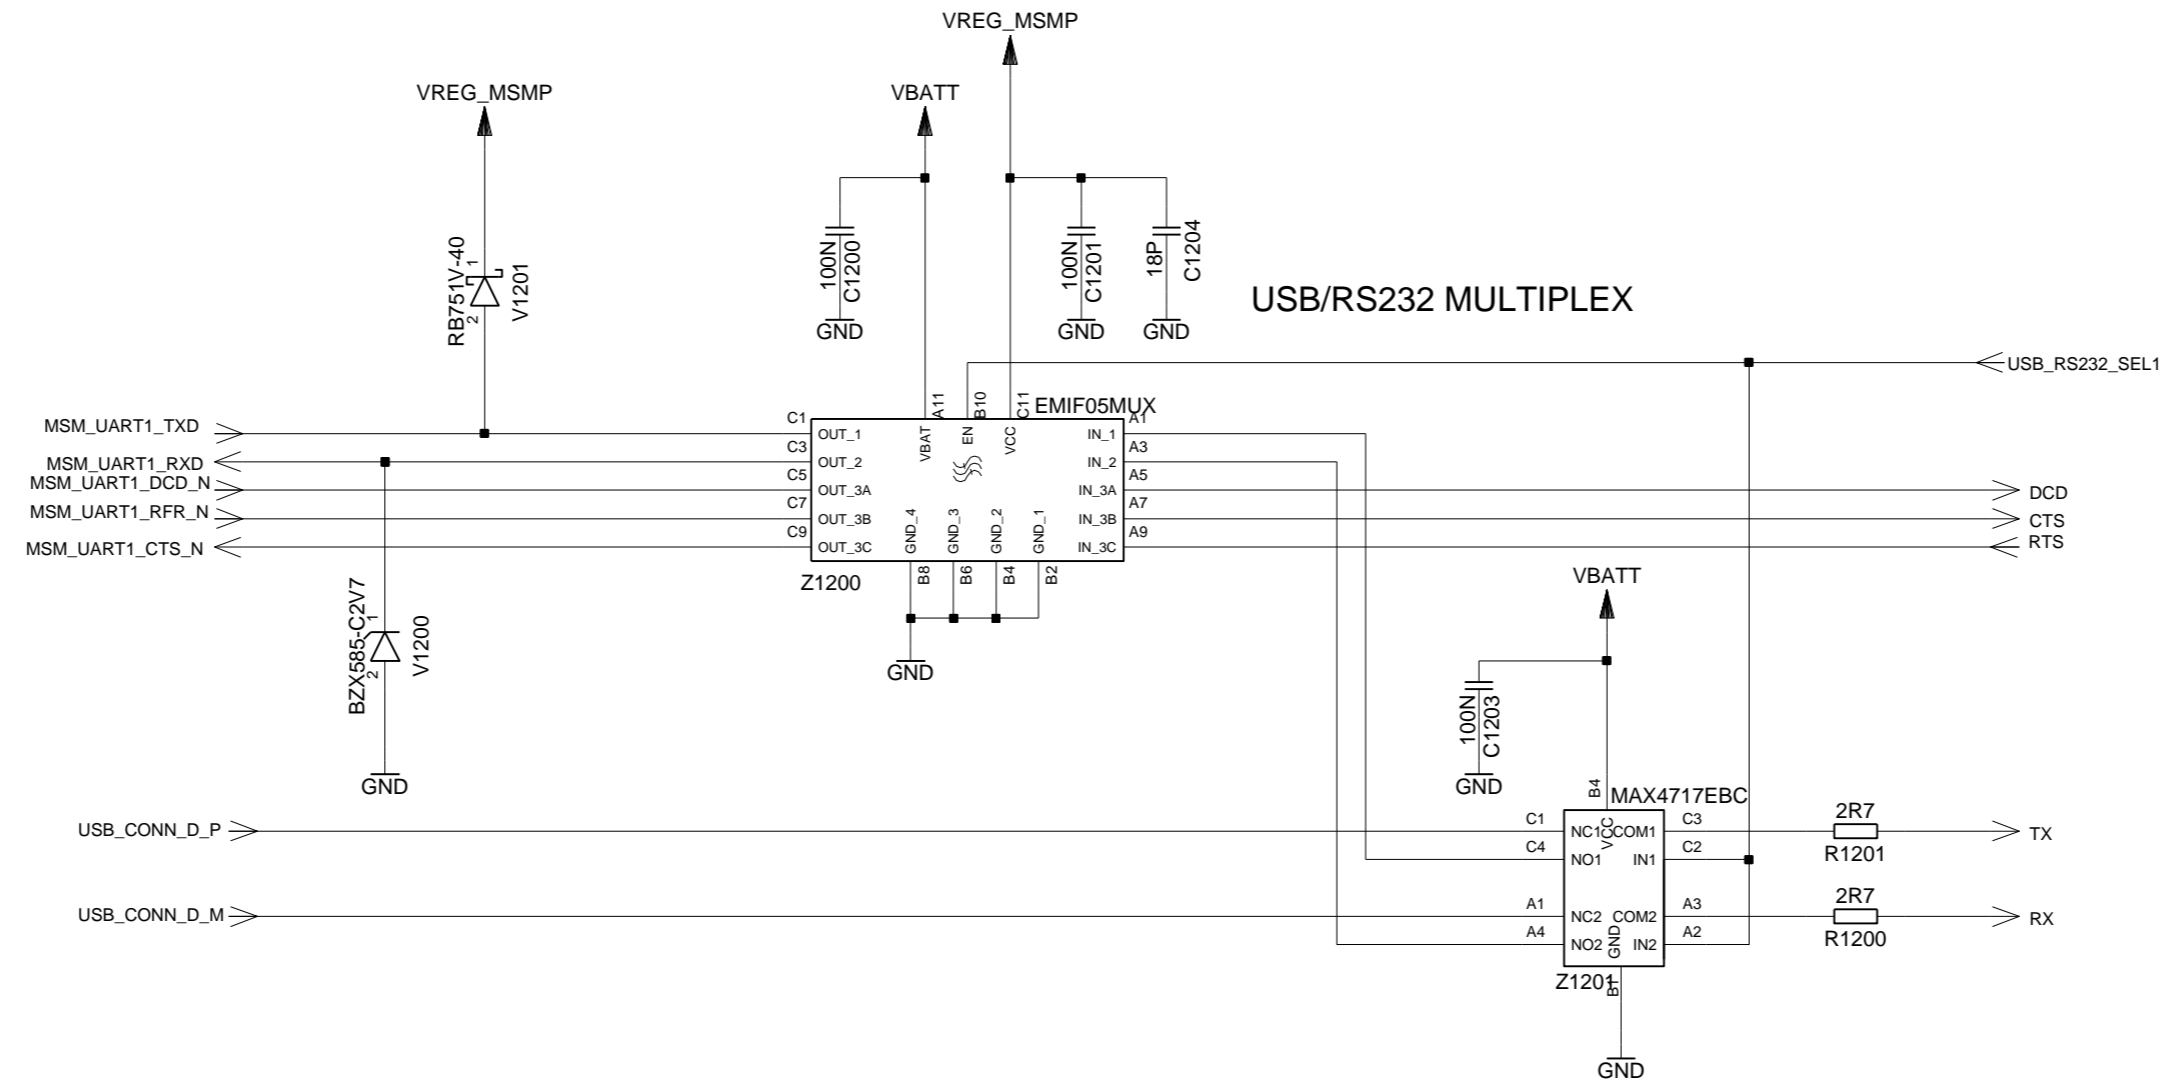 VREG_MSMP
VREG_MSMP
VBATT
RB751V-40
1
2
V1201
100N
C1200
GND
100N
C1201
GND
18P
C1204
GND
USB/RS232 MULTIPLEX
USB_RS232_SEL1
MSM_UART1_TXD
MSM_UART1_RXD
MSM_UART1_DCD_N
MSM_UART1_RFR_N
MSM_UART1_CTS_N
C1
C3
C5
C7
C9
A11
B10
C11
EMIF05MUX
OUT_1
OUT_2
OUT_3A
OUT_3B
OUT_3C
VBAT
EN
VCC
IN_1
IN_2
IN_3A
IN_3B
IN_3C
GND_4
GND_3
GND_2
GND_1
A1
A3
A5
A7
A9
DCD
CTS
RTS
Z1200
B8
B6
B4
B2
GND
BZX585-C2V7
1
2
V1200
GND
VBATT
100N
C1203
GND
B4
MAX4717EBC
USB_CONN_D_P
USB_CONN_D_M
C1
C4
A1
A4
NC1
NO1
NC2
NO2
VCC
GND
COM1
IN1
COM2
IN2
C3
C2
A3
A2
2R7
R1201
TX
2R7
R1200
RX
Z1201
B1
GND